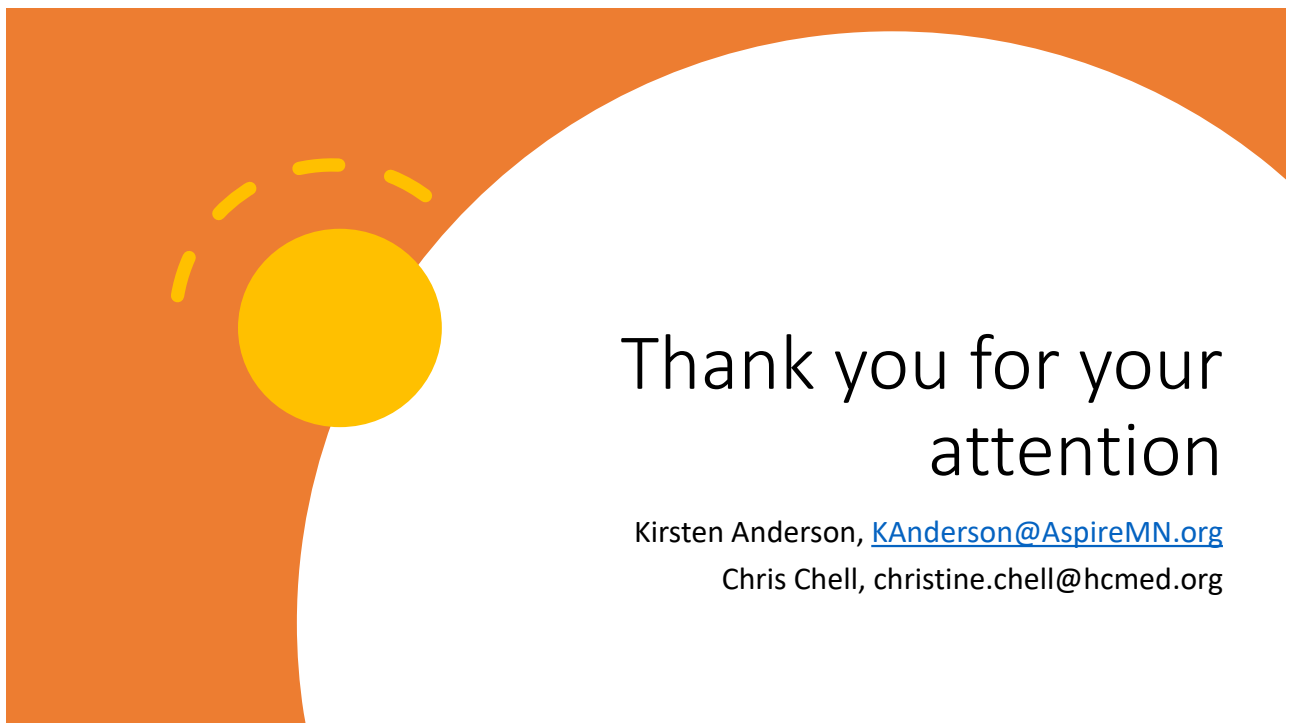 Thank you for your
attention
Kirsten Anderson, KAnderson@AspireMN.org
Chris Chell, christine.chell@hcmed.org